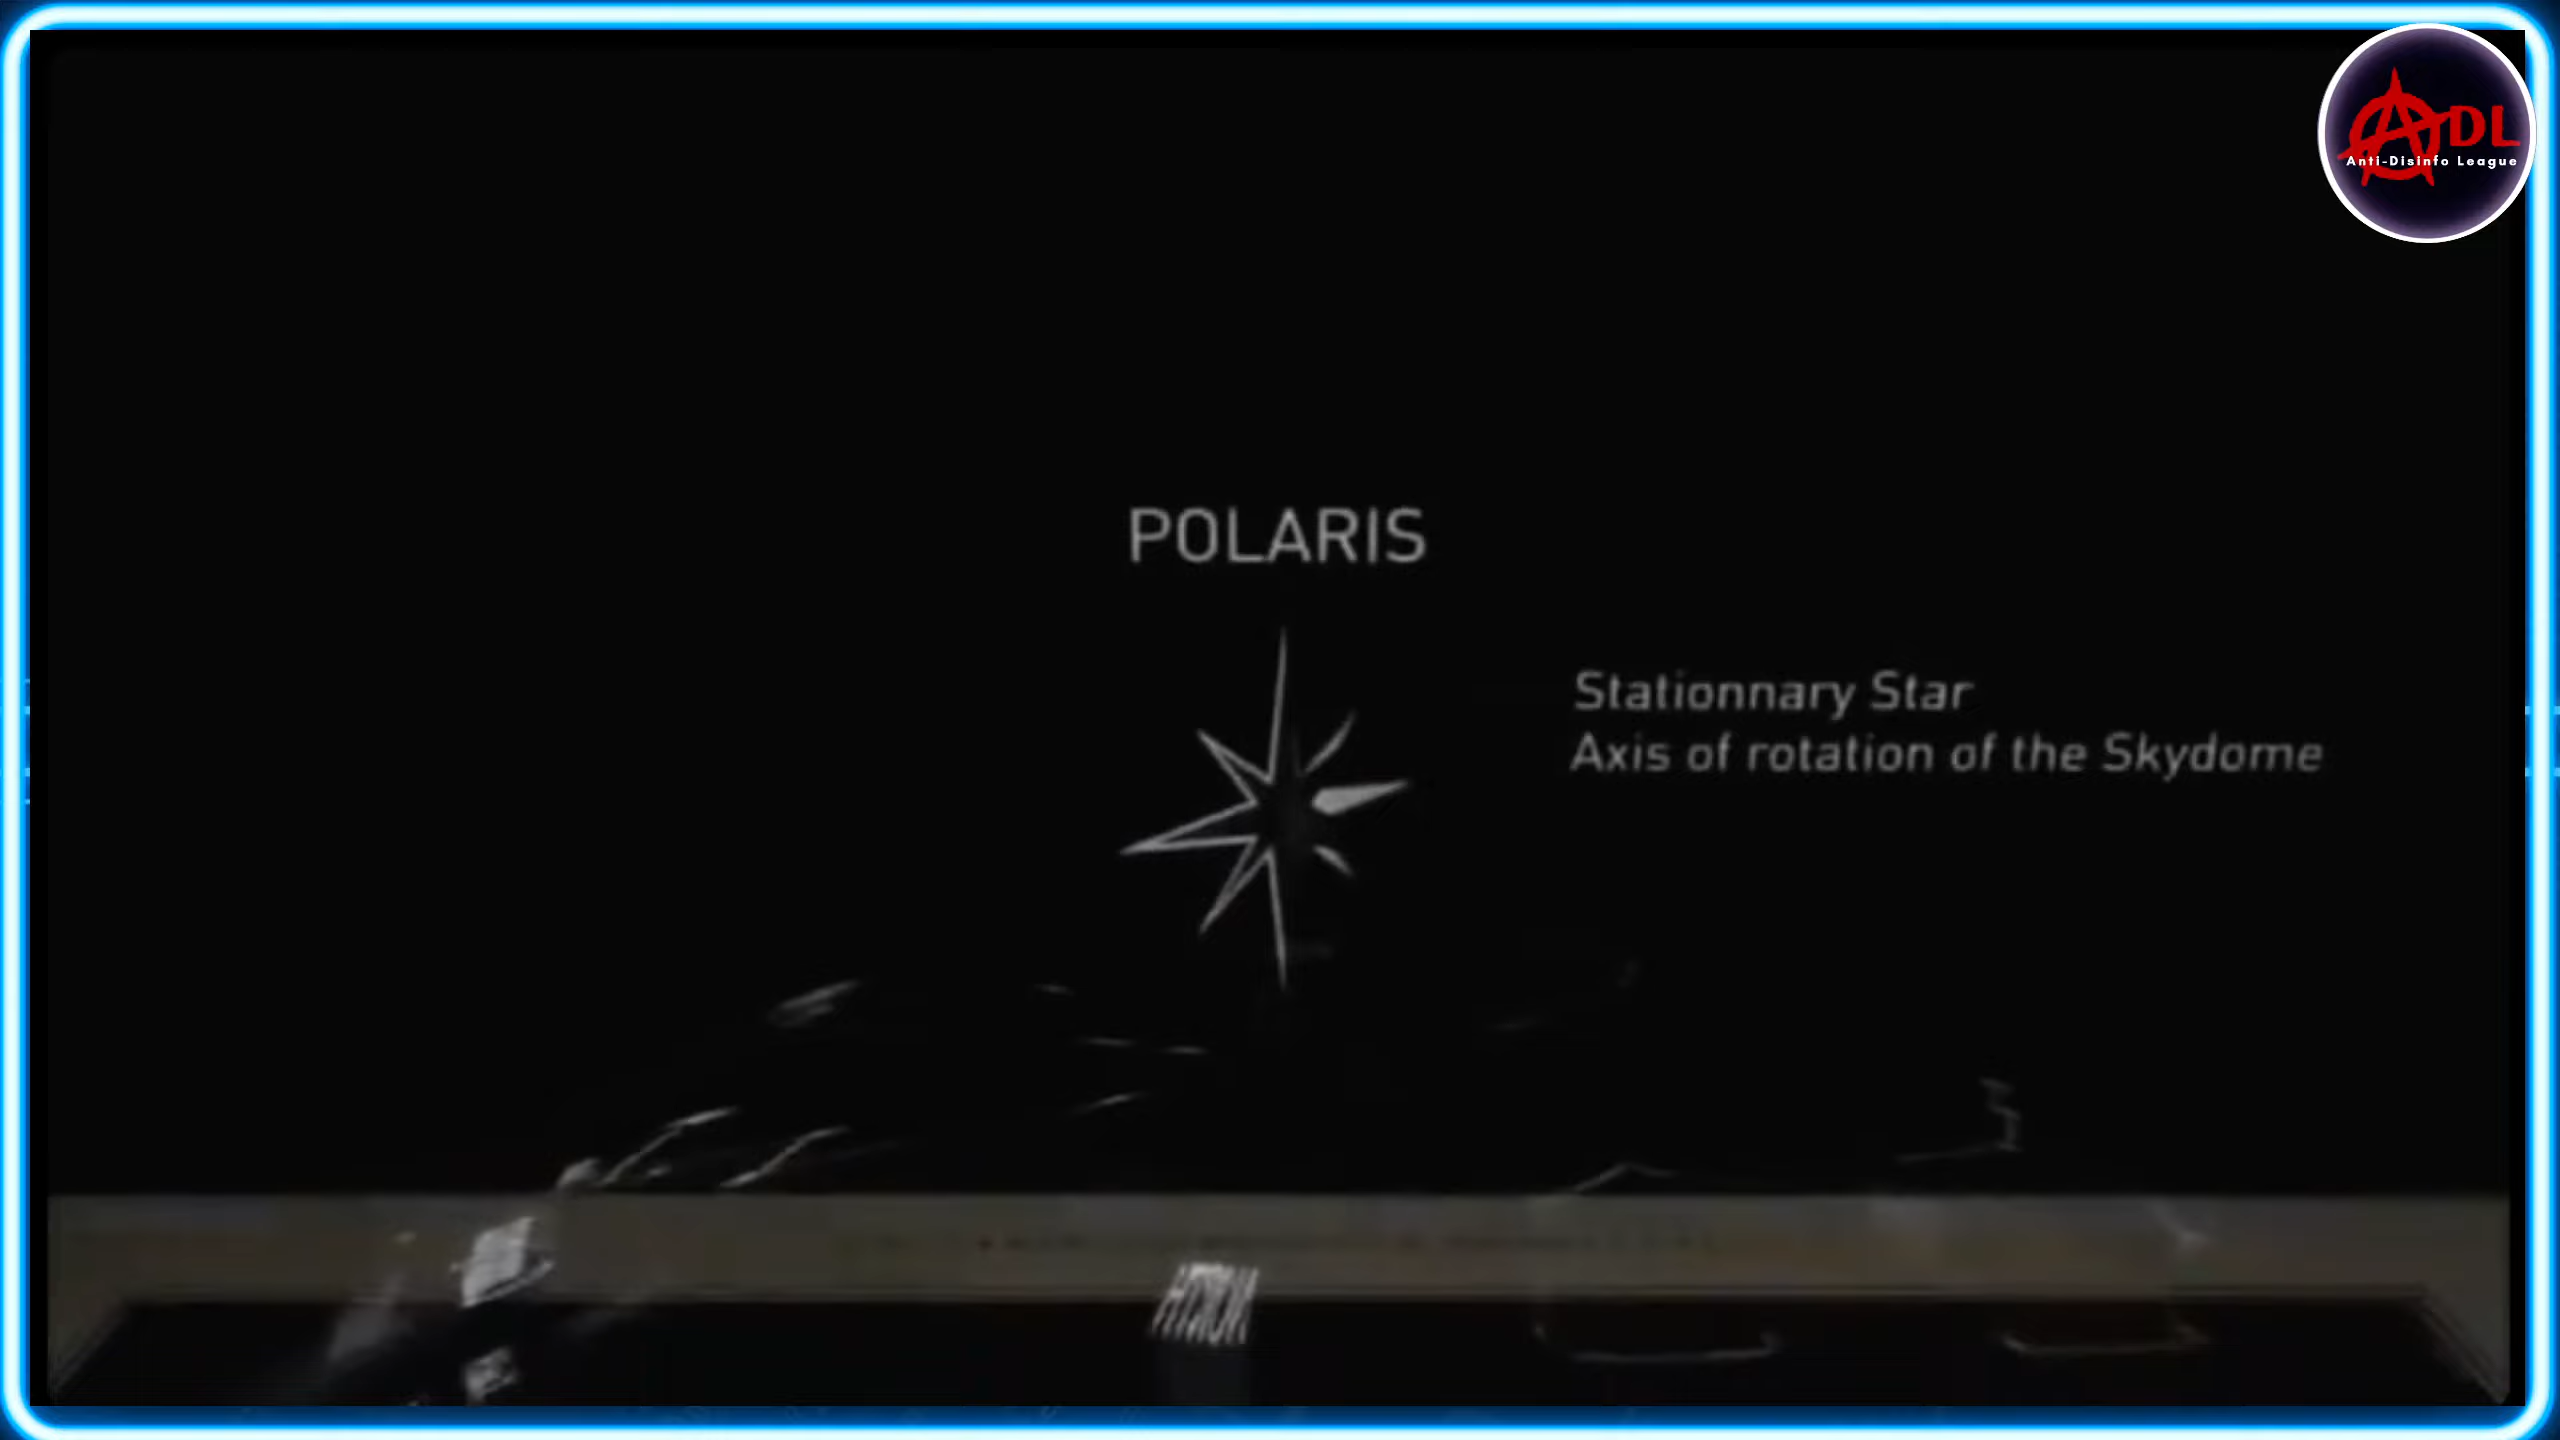 ADL
Anti-Disinfo League
POLARIS
Stationnary Star
Axis of rotation of the Skydome